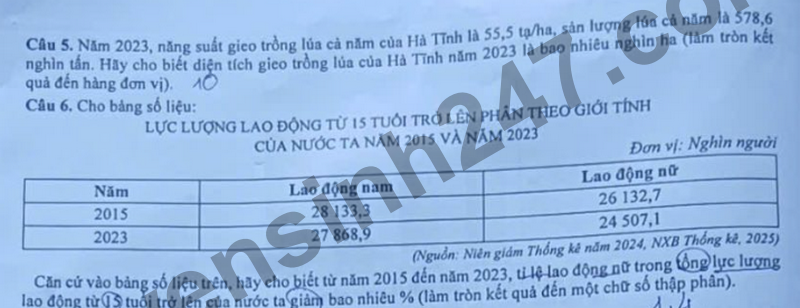 Câu 5. Năm 2023, năng suất gieo trồng lúa cả năm của Hà Tĩnh là 55,5 tạ/ha, sản lượng lúa cả năm là 578,6
nghìn tấn. Hãy cho biết diện tích gieo trồng lúa của Hà Tĩnh năm 2023 là bao nhiêu nghìn ha (làm tròn kết
quả đến hàng đơn vị). 10
Câu 6. Cho bảng số liệu:
LỰC LƯỢNG LAO ĐỘNG TỪ 15 TUỔI TRỞ LÊN PHÂN THEO GIỚI TÍNH
CỦA NƯỚC TA NĂM 2015 VÀ NĂM 2023
Đơn vị: Nghìn người
Năm Lao động nam Lao động nữ
2015 28 133,3 26 132,7
2023 27 868,9 24 507,1
(Nguồn: Niên giám Thống kê năm 2024, NXB Thống kê, 2025)
Căn cứ vào bảng số liệu trên, hãy cho biết từ năm 2015 đến năm 2023, tỉ lệ lao động nữ trong tổng lực lượng
lao động từ 15 tuổi trở lên của nước ta giảm bao nhiêu % (làm tròn kết quả đến một chữ số thập phân).
ensinh247.com